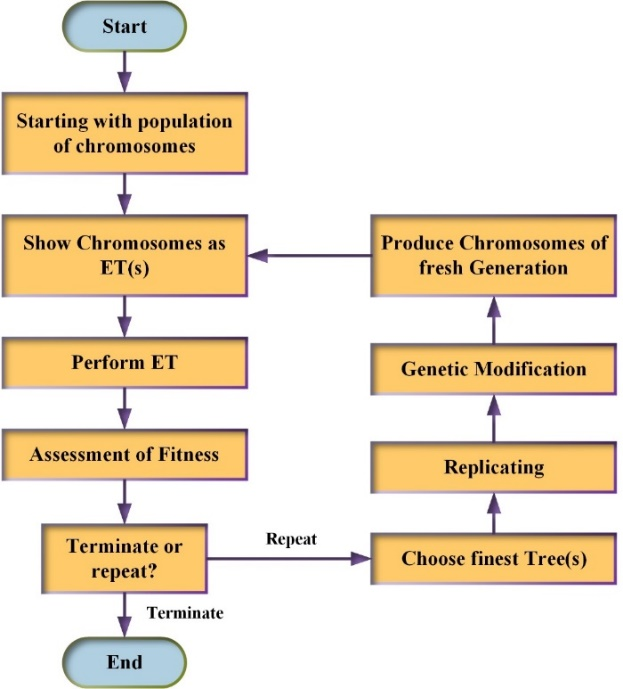 Start
Starting with population
of chromosomes
Show Chromosomes as
ET(s)
Perform ET
Assessment of Fitness
Terminate or
repeat?
Repeat
Terminate
End
Choose finest Tree(s)
Replicating
Genetic Modification
Produce Chromosomes of
fresh Generation